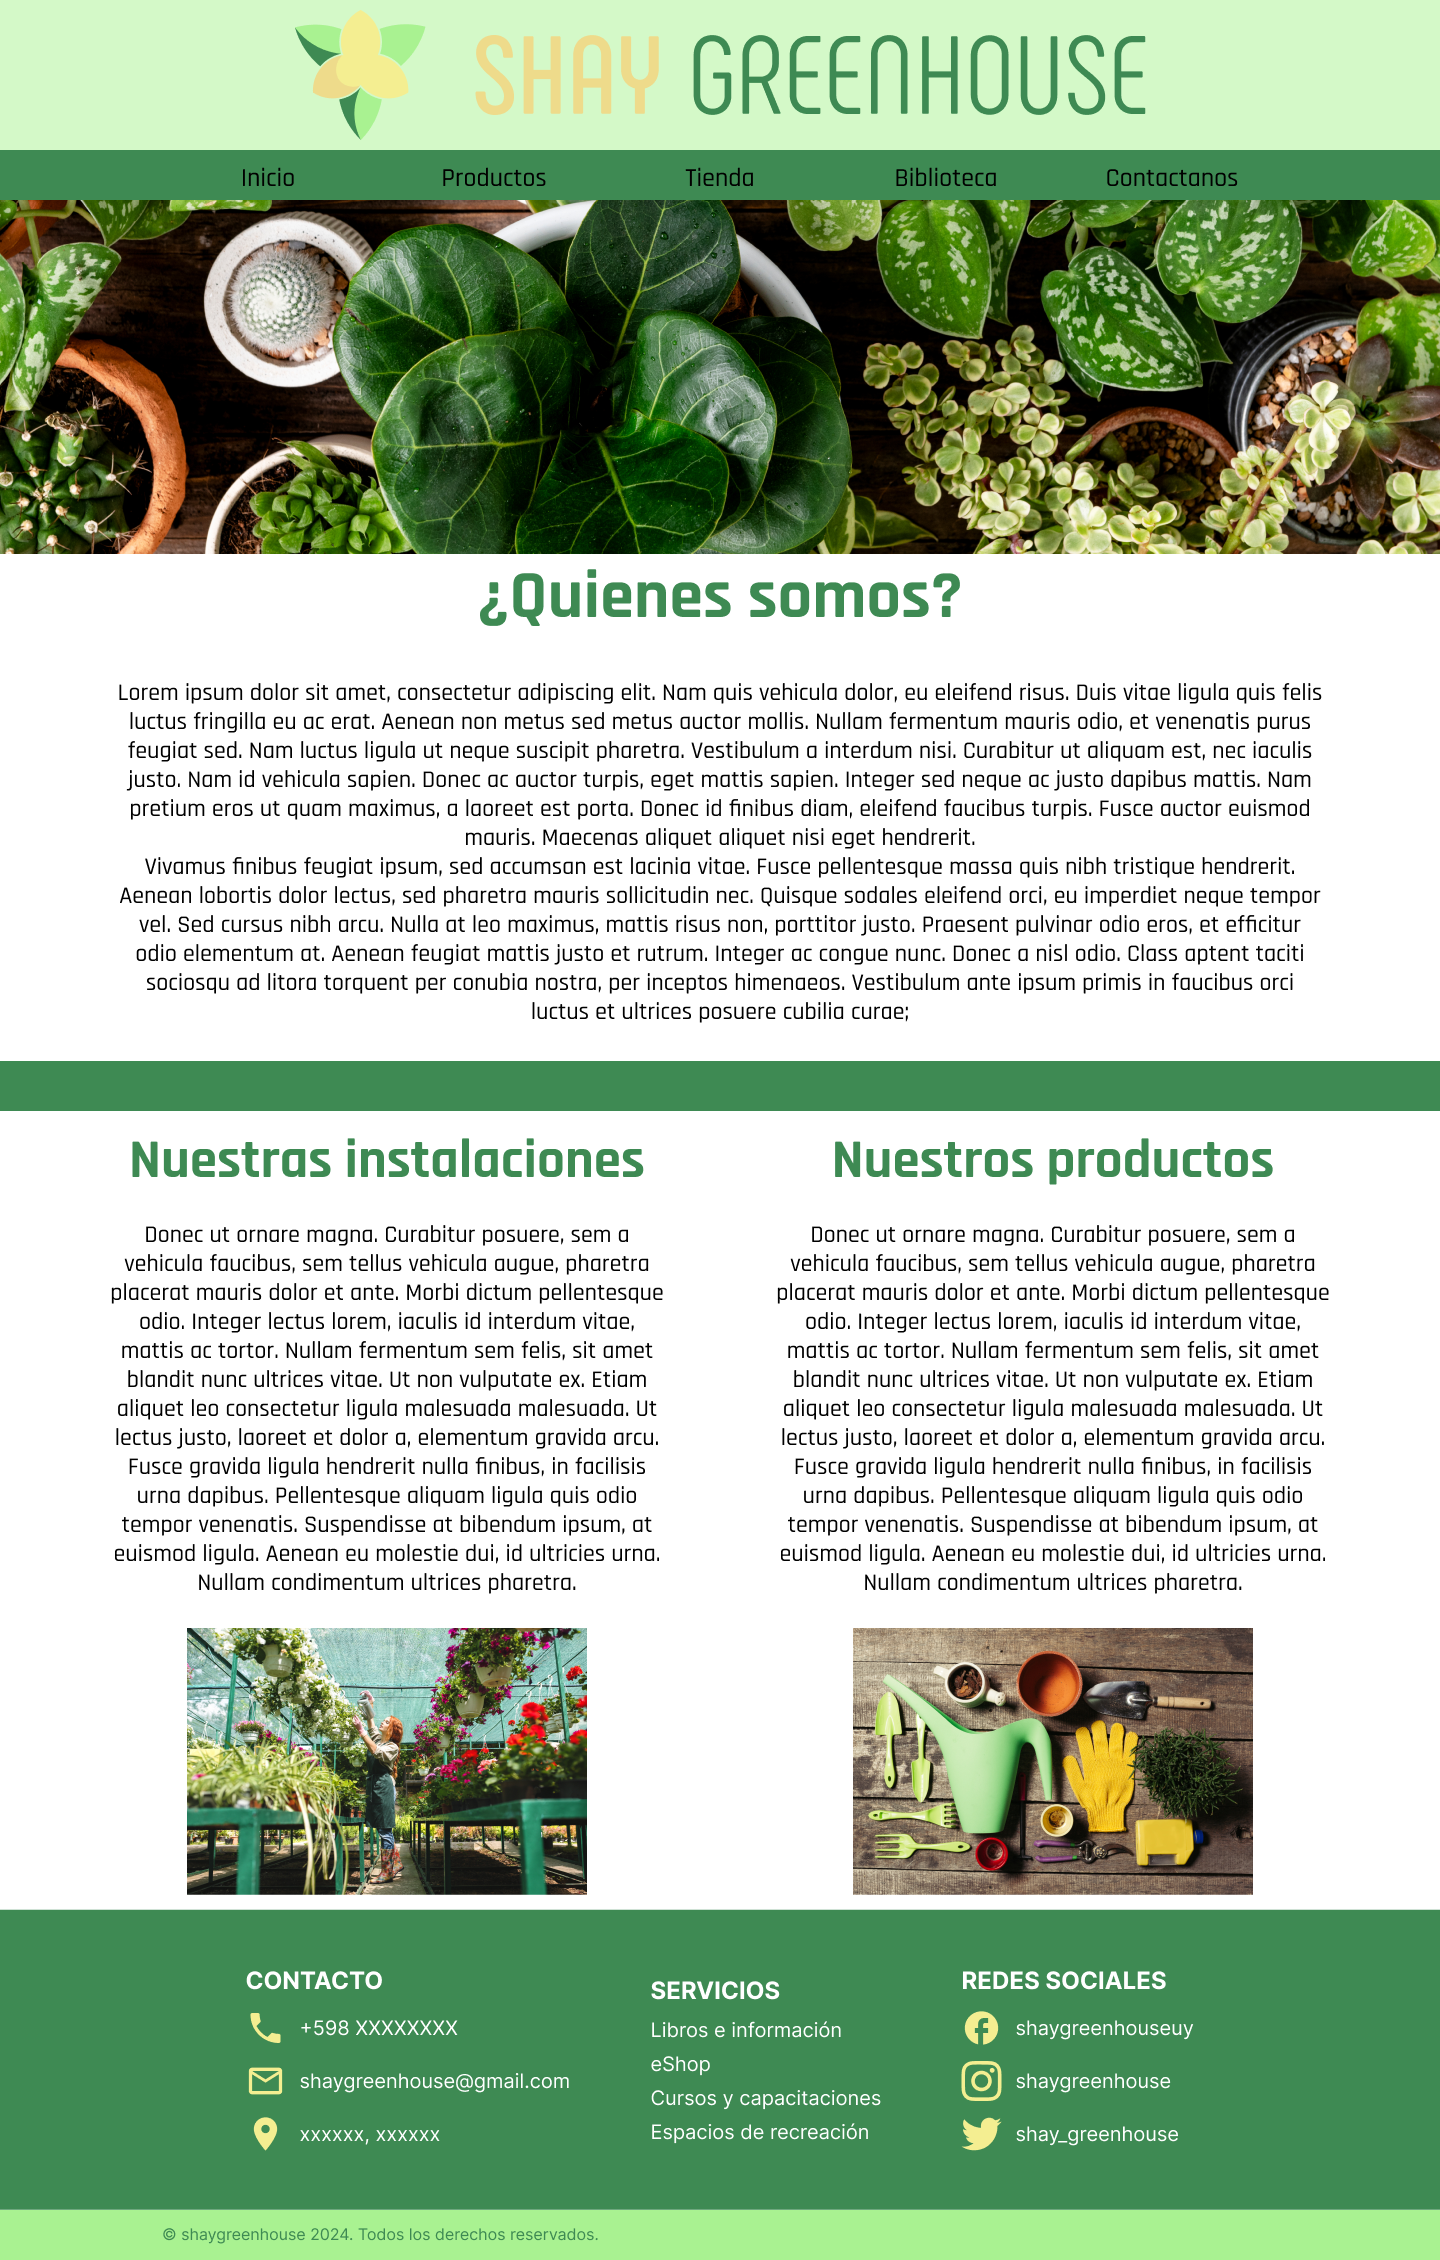 SHAY GREENHOUSE
Inicio Productos Tienda Biblioteca Contactanos
¿Quienes somos?
Lorem ipsum dolor sit amet, consectetur adipiscing elit. Nam quis vehicula dolor, eu eleifend risus. Duis vitae ligula quis felis
luctus fringilla eu ac erat. Aenean non metus sed metus auctor mollis. Nullam fermentum mauris odio, et venenatis purus
feugiat sed. Nam luctus ligula ut neque suscipit pharetra. Vestibulum a interdum nisi. Curabitur ut aliquam est, nec iaculis
justo. Nam id vehicula sapien. Donec ac auctor turpis, eget mattis sapien. Integer sed neque ac justo dapibus mattis. Nam
pretium eros ut quam maximus, a laoreet est porta. Donec id finibus diam, eleifend faucibus turpis. Fusce auctor euismod
mauris. Maecenas aliquet aliquet nisi eget hendrerit.
Vivamus finibus feugiat ipsum, sed accumsan est lacinia vitae. Fusce pellentesque massa quis nibh tristique hendrerit.
Aenean lobortis dolor lectus, sed pharetra mauris sollicitudin nec. Quisque sodales eleifend orci, eu imperdiet neque tempor
vel. Sed cursus nibh arcu. Nulla at leo maximus, mattis risus non, porttitor justo. Praesent pulvinar odio eros, et efficitur
odio elementum at. Aenean feugiat mattis justo et rutrum. Integer ac congue nunc. Donec a nisl odio. Class aptent taciti
sociosqu ad litora torquent per conubia nostra, per inceptos himenaeos. Vestibulum ante ipsum primis in faucibus orci
luctus et ultrices posuere cubilia curae;
Nuestras instalaciones
Donec ut ornare magna. Curabitur posuere, sem a
vehicula faucibus, sem tellus vehicula augue, pharetra
placerat mauris dolor et ante. Morbi dictum pellentesque
odio. Integer lectus lorem, iaculis id interdum vitae,
mattis ac tortor. Nullam fermentum sem felis, sit amet
blandit nunc ultrices vitae. Ut non vulputate ex. Etiam
aliquet leo consectetur ligula malesuada malesuada. Ut
lectus justo, laoreet et dolor a, elementum gravida arcu.
Fusce gravida ligula hendrerit nulla finibus, in facilisis
urna dapibus. Pellentesque aliquam ligula quis odio
tempor venenatis. Suspendisse at bibendum ipsum, at
euismod ligula. Aenean eu molestie dui, id ultricies urna.
Nullam condimentum ultrices pharetra.
Nuestros productos
Donec ut ornare magna. Curabitur posuere, sem a
vehicula faucibus, sem tellus vehicula augue, pharetra
placerat mauris dolor et ante. Morbi dictum pellentesque
odio. Integer lectus lorem, iaculis id interdum vitae,
mattis ac tortor. Nullam fermentum sem felis, sit amet
blandit nunc ultrices vitae. Ut non vulputate ex. Etiam
aliquet leo consectetur ligula malesuada malesuada. Ut
lectus justo, laoreet et dolor a, elementum gravida arcu.
Fusce gravida ligula hendrerit nulla finibus, in facilisis
urna dapibus. Pellentesque aliquam ligula quis odio
tempor venenatis. Suspendisse at bibendum ipsum, at
euismod ligula. Aenean eu molestie dui, id ultricies urna.
Nullam condimentum ultrices pharetra.
CONTACTO
+598 XXXXXXXX
shaygreenhouse@gmail.com
xxxxxx, xxxxxx
SERVICIOS
Libros e información
eShop
Cursos y capacitaciones
Espacios de recreación
REDES SOCIALES
shaygreenhouseuy
shaygreenhouse
shay_greenhouse
© shaygreenhouse 2024. Todos los derechos reservados.